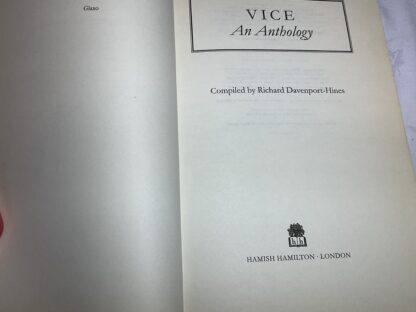 Glaxo
VICE
An Anthology
Compiled by Richard Davenport-Hines
HAMISH HAMILTON · LONDON